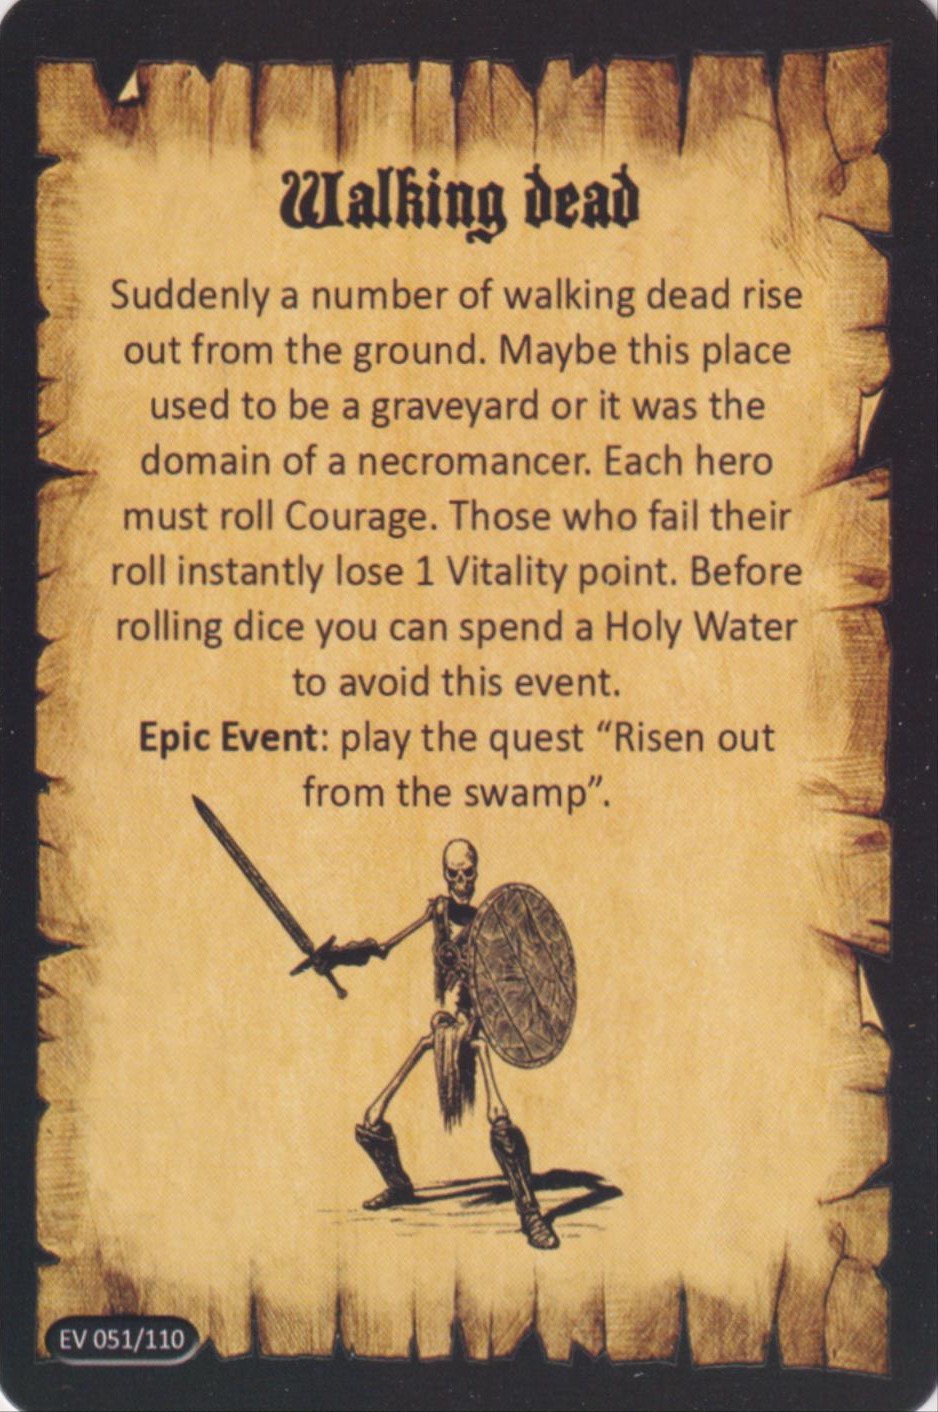 Walking dead
Suddenly a number of walking dead rise
out from the ground. Maybe this place
used to be a graveyard or it was the
domain of a necromancer. Each hero
must roll Courage. Those who fail their
roll instantly lose 1 Vitality point. Before
rolling dice you can spend a Holy Water
to avoid this event.
Epic Event: play the quest “Risen out
from the swamp”.
EV 051/110